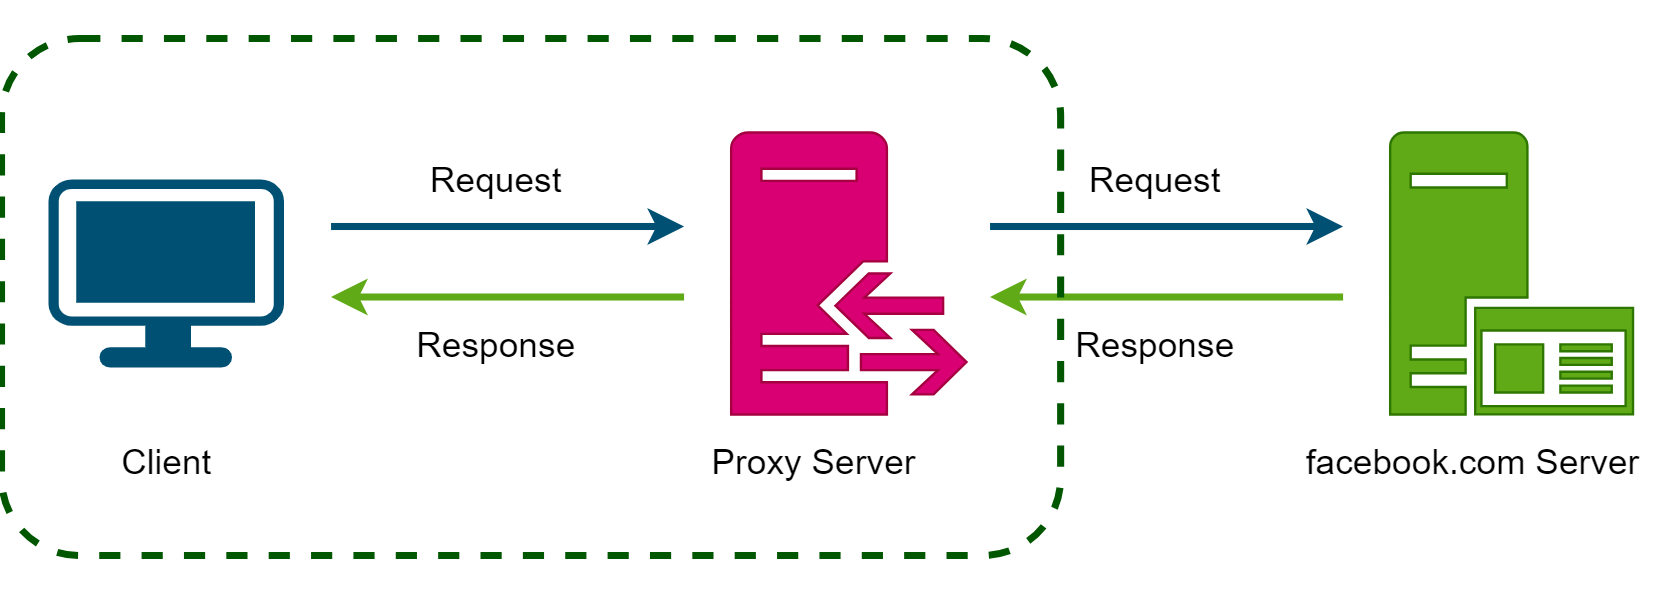 Request
Request
Response
Response
Client
Proxy Server
facebook.com Server